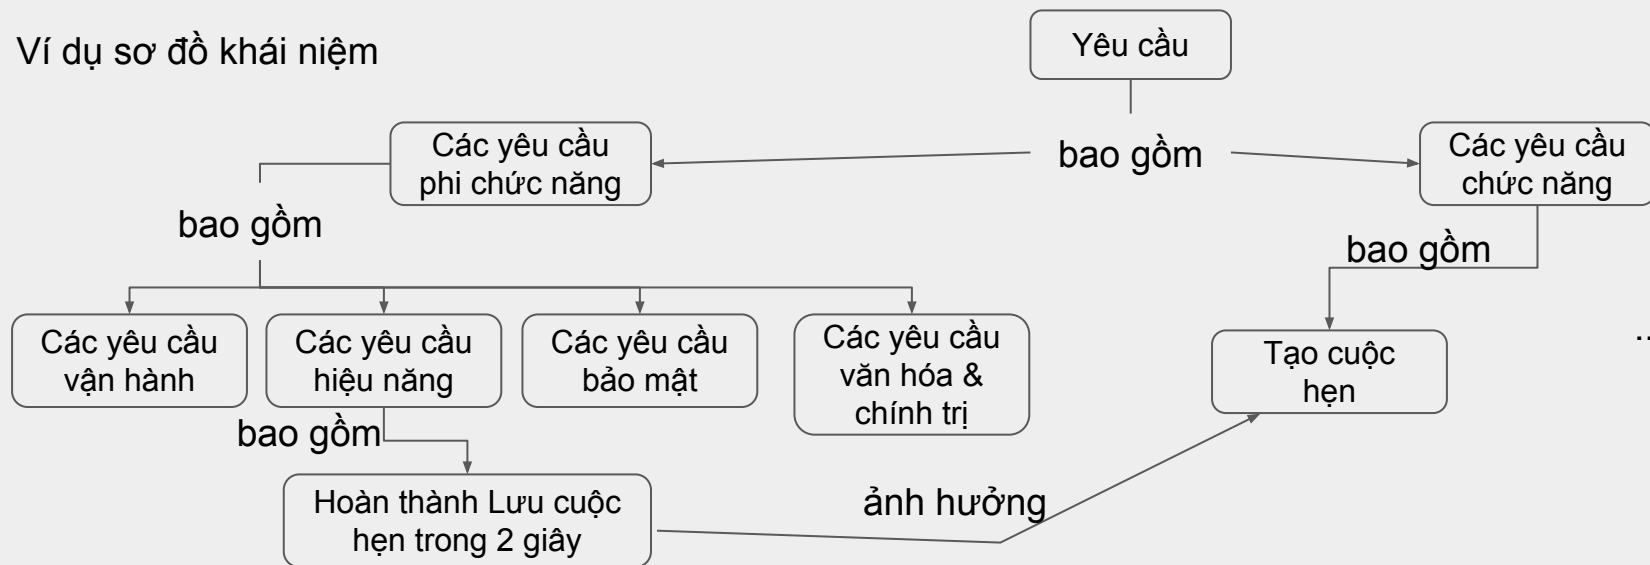 Ví dụ sơ đồ khái niệm
Yêu cầu
bao gồm
Các yêu cầu
phi chức năng
Các yêu cầu
chức năng
bao gồm
bao gồm
Các yêu cầu
vận hành
Các yêu cầu
hiệu năng
Các yêu cầu
bảo mật
Các yêu cầu
văn hóa &
chính trị
Tạo cuộc
hẹn
..
bao gồm
Hoàn thành Lưu cuộc
hẹn trong 2 giây
ảnh hưởng